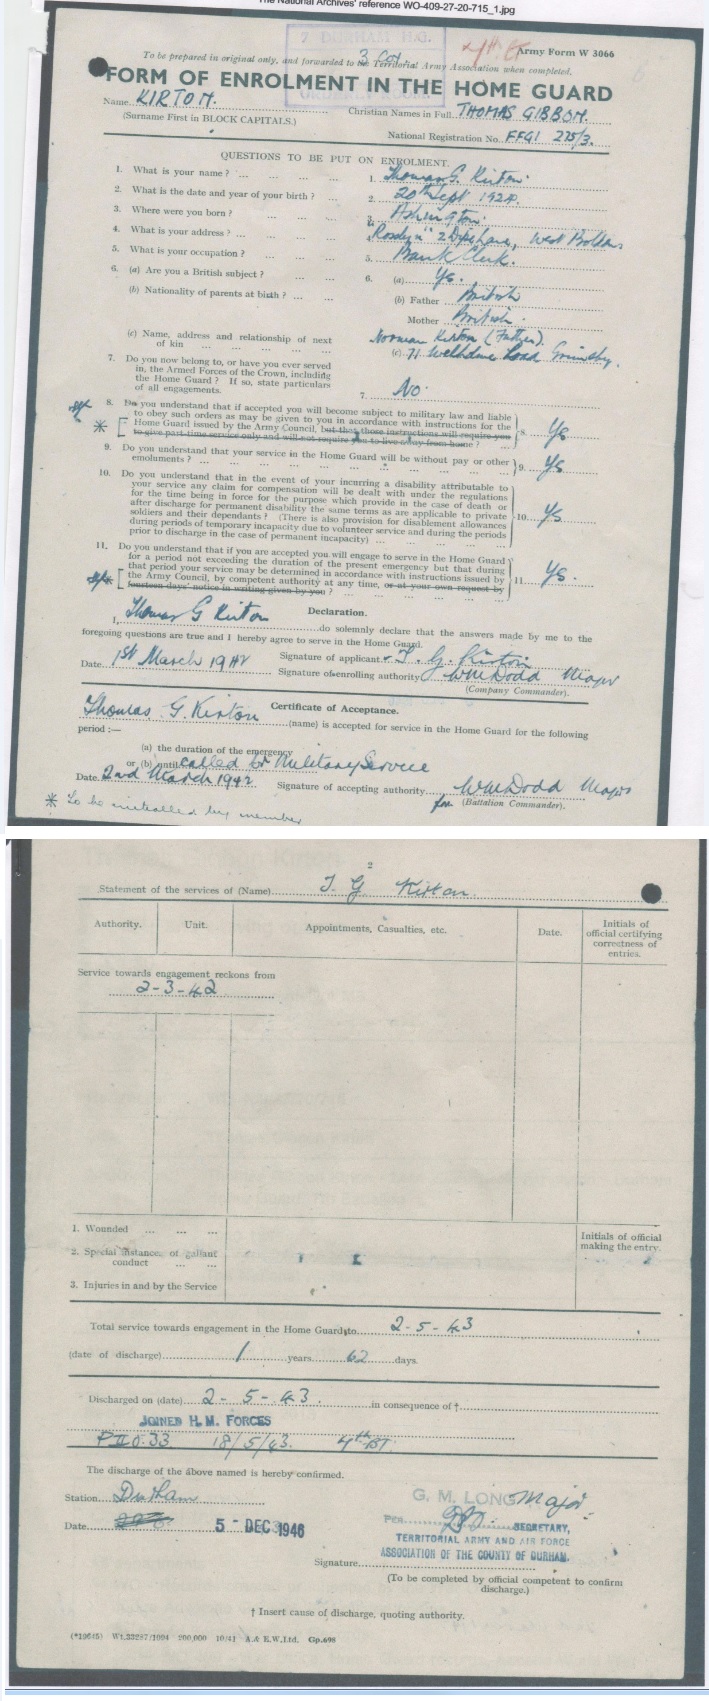 The National Archives' reference WO-409-27-20-715_1.jpg
7 DURHAM H.G.
3 Coy
Army Form W 3066
To be prepared in original only, and forwarded to the Territorial Army Association when completed.
FORM OF ENROLMENT IN THE HOME GUARD
Name KIRTON. Christian Names in Full THOMAS GIBBON.
(Surname First in BLOCK CAPITALS.)
National Registration No. FFGI 275/3.
QUESTIONS TO BE PUT ON ENROLMENT.
1. What is your name? ... 1. Thomas G. Kirton.
2. What is the date and year of your birth? ... 2. 20th Sept 1924.
3. Where were you born? ... 3. Ashington.
4. What is your address? ... 4. "Rosslyn" 2 Dipe Lane, West Boldon
5. What is your occupation? ... 5. Bank Clerk.
6. (a) Are you a British subject? ... 6. (a) Yes.
(b) Nationality of parents at birth? ... (b) Father British
Mother British.
(c) Name, address and relationship of next of kin ... Norman Kirton (Father).
(c) 71 Welholme Road Grimsby.
7. Do you now belong to, or have you ever served
in, the Armed Forces of the Crown, including
the Home Guard? If so, state particulars
of all engagements. 7. No.
8. Do you understand that if accepted you will become subject to military law and liable
to obey such orders as may be given to you in accordance with instructions for the
* [ Home Guard issued by the Army Council, but that those instructions will require you
to give part-time service only and will not require you to live away from home? 8. Yes
9. Do you understand that your service in the Home Guard will be without pay or other
emoluments? ... 9. Yes
10. Do you understand that in the event of your incurring a disability attributable to
your service any claim for compensation will be dealt with under the regulations
for the time being in force for the purpose which provide in the case of death or
after discharge for permanent disability the same terms as are applicable to private
soldiers and their dependants? (There is also provision for disablement allowances
during periods of temporary incapacity due to volunteer service and during the periods
prior to discharge in the case of permanent incapacity) ... 10. Yes
11. Do you understand that if you are accepted you will engage to serve in the Home Guard
for a period not exceeding the duration of the present emergency but that during
that period your service may be determined in accordance with instructions issued by
* [ the Army Council, by competent authority at any time, or at your own request by
fourteen days' notice in writing given by you? ... 11. Yes.
Declaration.
I, Thomas G Kirton do solemnly declare that the answers made by me to the
foregoing questions are true and I hereby agree to serve in the Home Guard.
Signature of applicant T. G. Kirton
Date 1st March 1942
Signature of enrolling authority WM Dodd Major
(Company Commander).
Certificate of Acceptance.
Thomas G. Kirton (name) is accepted for service in the Home Guard for the following
period:—
(a) the duration of the emergency
or (b) until called for Military Service
Date. 2nd March 1942 Signature of accepting authority WM Dodd Major
for (Battalion Commander).
* To be initialled by member
2
Statement of the services of (Name) T G Kirton.
Authority. Unit. Appointments, Casualties, etc. Date. Initials of official certifying correctness of entries.
Service towards engagement reckons from
2-3-42
1. Wounded ... ... ... Initials of official making the entry.
2. Special instances of gallant
conduct ... ...
3. Injuries in and by the Service
Total service towards engagement in the Home Guard to 2-5-43
(date of discharge) 1 years 62 days.
Discharged on (date) 2-5-43. in consequence of †
JOINED H.M. FORCES
P II O.33 18/5/43. 4th Bt.
The discharge of the above named is hereby confirmed.
Station Durham
G. M. LONG Major
Date 5 - DEC 1946
PER SECRETARY,
TERRITORIAL ARMY AND AIR FORCE
ASSOCIATION OF THE COUNTY OF DURHAM.
Signature
(To be completed by official competent to confirm
discharge.)
† Insert cause of discharge, quoting authority.
(*19645) Wt.33287/1094 200,000 10/41 A.& E.W.Ltd. Gp.698